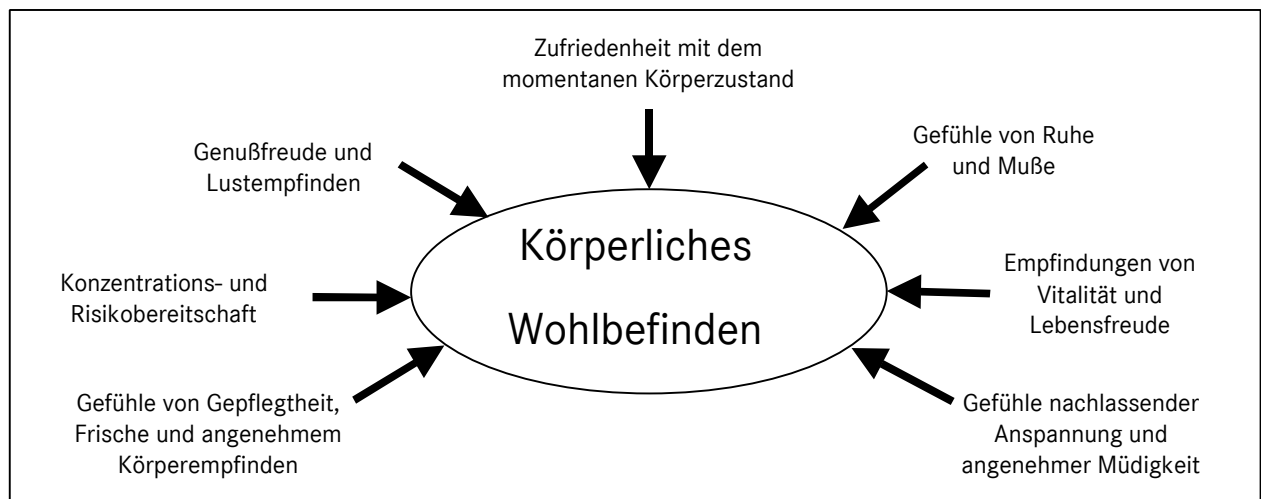 Zufriedenheit mit dem
momentanen Körperzustand
Genußfreude und
Lustempfinden
Gefühle von Ruhe
und Muße
Körperliches
Wohlbefinden
Konzentrations- und
Risikobereitschaft
Empfindungen von
Vitalität und
Lebensfreude
Gefühle von Gepflegtheit,
Frische und angenehmem
Körperempfinden
Gefühle nachlassender
Anspannung und
angenehmer Müdigkeit